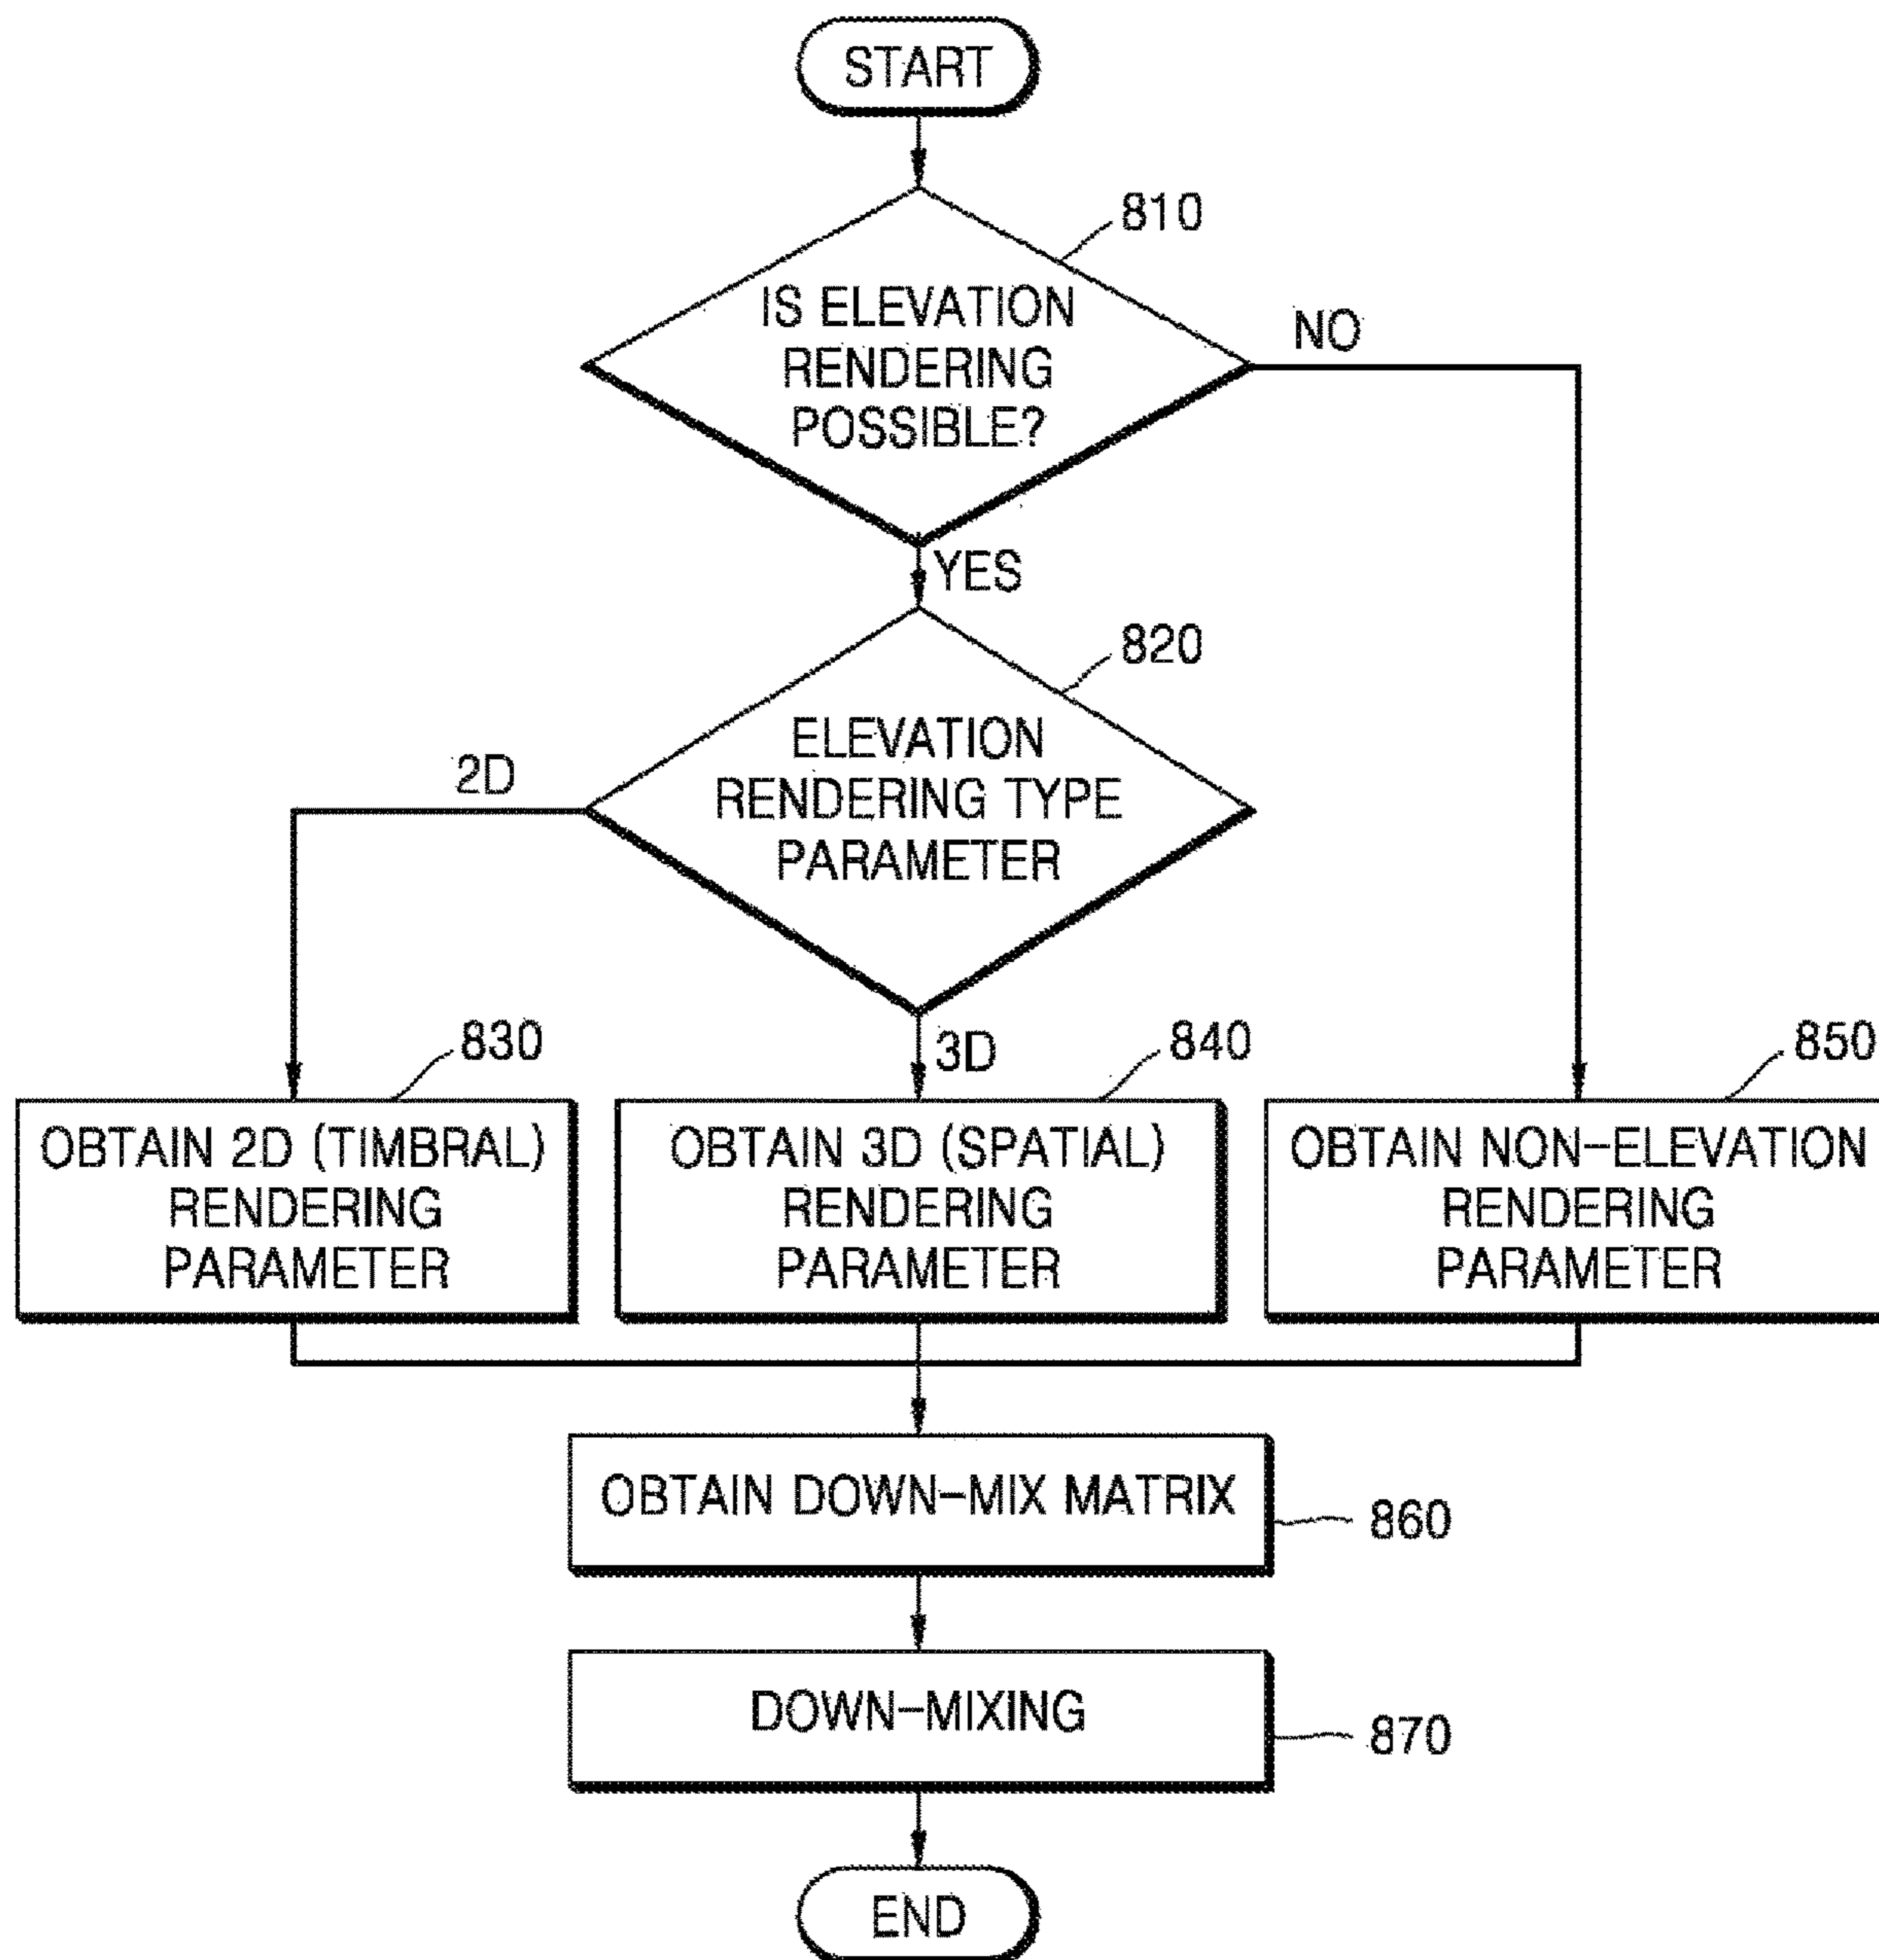 START
810
IS ELEVATION
RENDERING
POSSIBLE?
NO
YES
820
ELEVATION
RENDERING TYPE
PARAMETER
2D
3D
830
OBTAIN 2D (TIMBRAL)
RENDERING
PARAMETER
840
OBTAIN 3D (SPATIAL)
RENDERING
PARAMETER
850
OBTAIN NON-ELEVATION
RENDERING
PARAMETER
OBTAIN DOWN-MIX MATRIX
860
DOWN-MIXING
870
END